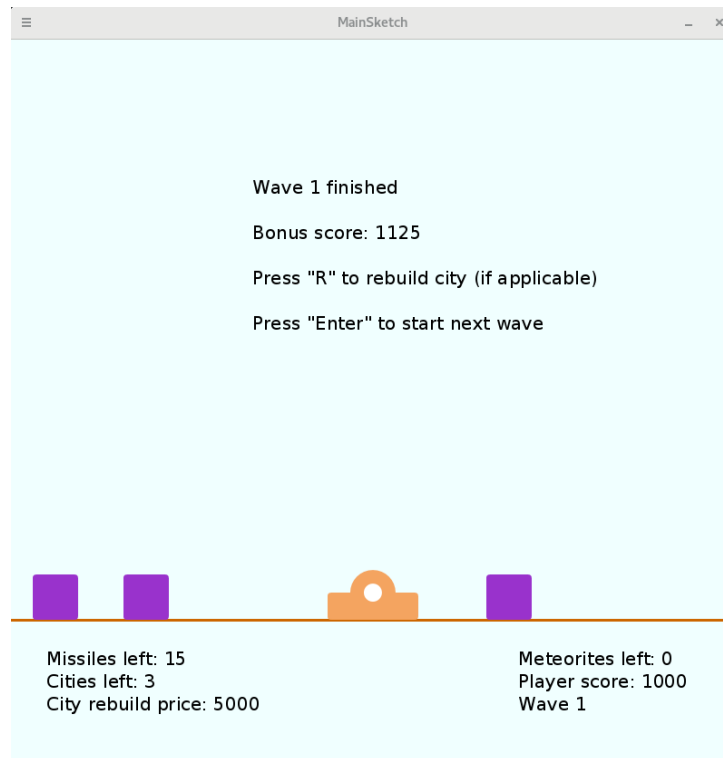 MainSketch
Wave 1 finished
Bonus score: 1125
Press "R" to rebuild city (if applicable)
Press "Enter" to start next wave
Missiles left: 15
Cities left: 3
City rebuild price: 5000
Meteorites left: 0
Player score: 1000
Wave 1